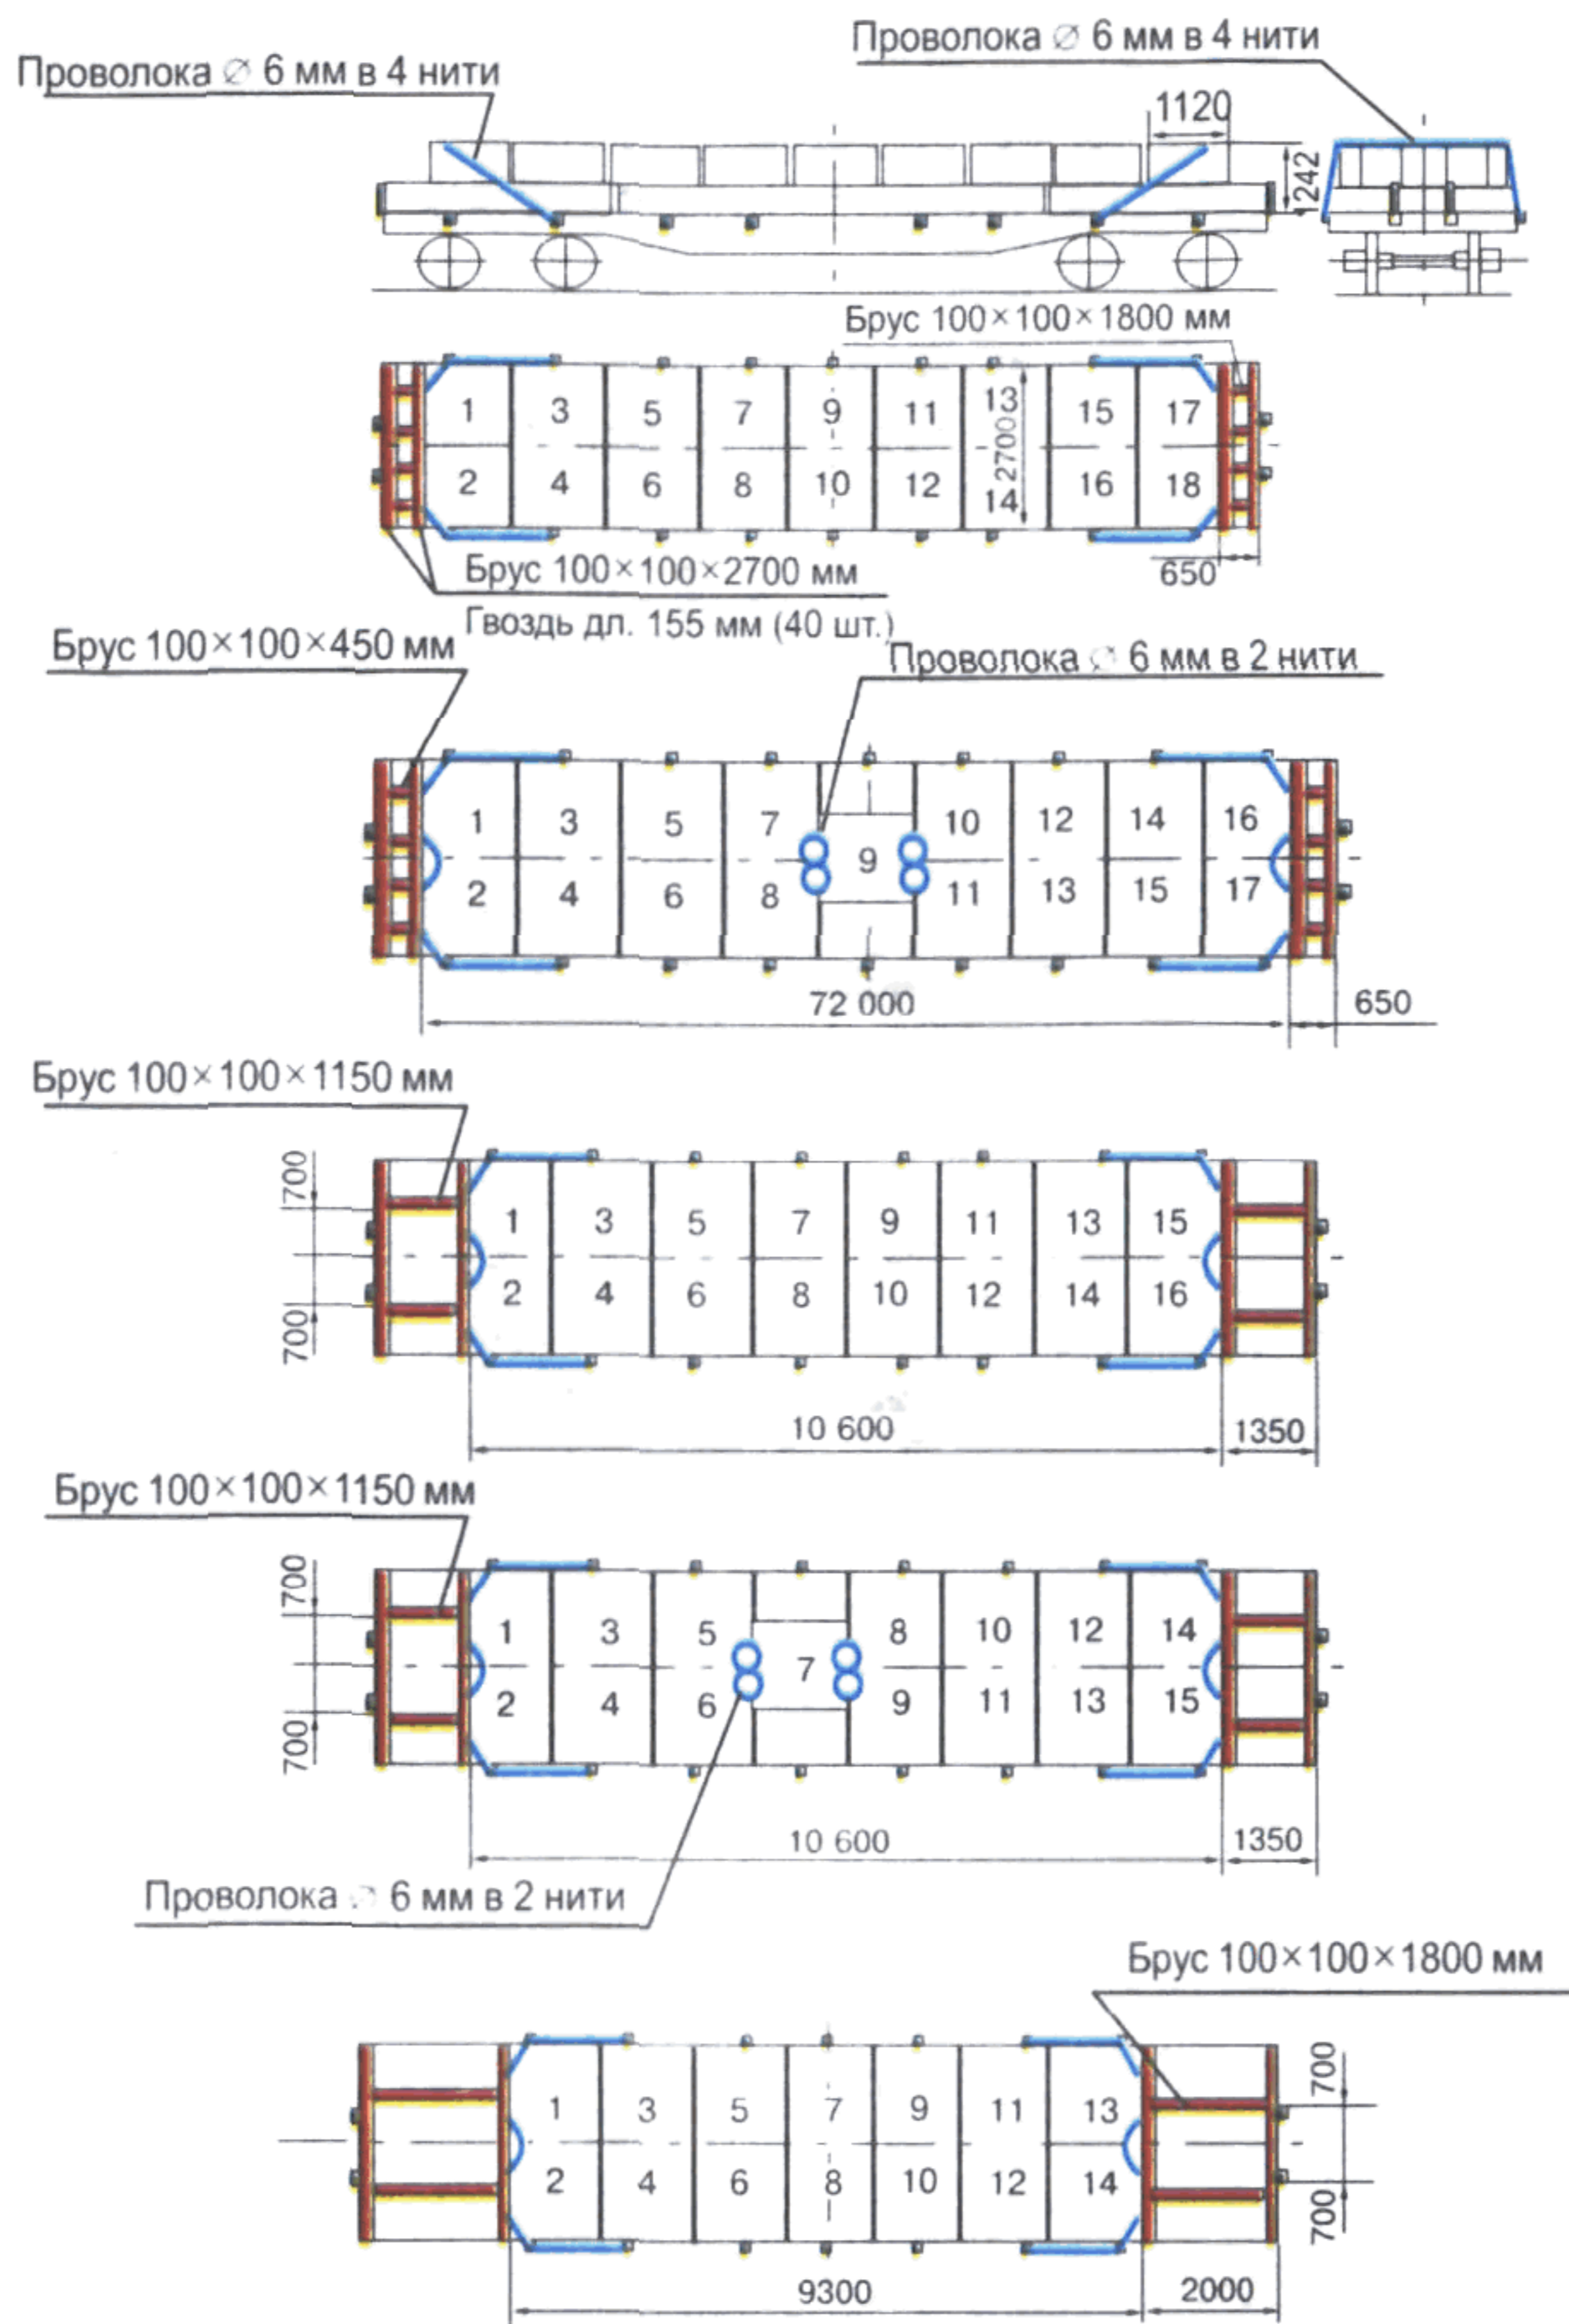 Проволока ∅ 6 мм в 4 нити
Проволока ∅ 6 мм в 4 нити
1120
242
Брус 100×100×1800 мм
1 3 5 7 9 11 13 15 17
2700
2 4 6 8 10 12 14 16 18
650
Брус 100×100×2700 мм
Гвоздь дл. 155 мм (40 шт.)
Брус 100×100×450 мм
Проволока ∅ 6 мм в 2 нити
1 3 5 7 10 12 14 16
9
2 4 6 8 11 13 15 17
72 000
650
Брус 100×100×1150 мм
700
1 3 5 7 9 11 13 15
2 4 6 8 10 12 14 16
700
10 600
1350
Брус 100×100×1150 мм
700
1 3 5 8 10 12 14
7
2 4 6 9 11 13 15
700
10 600
1350
Проволока ∅ 6 мм в 2 нити
Брус 100×100×1800 мм
700
1 3 5 7 9 11 13
2 4 6 8 10 12 14
700
9300
2000